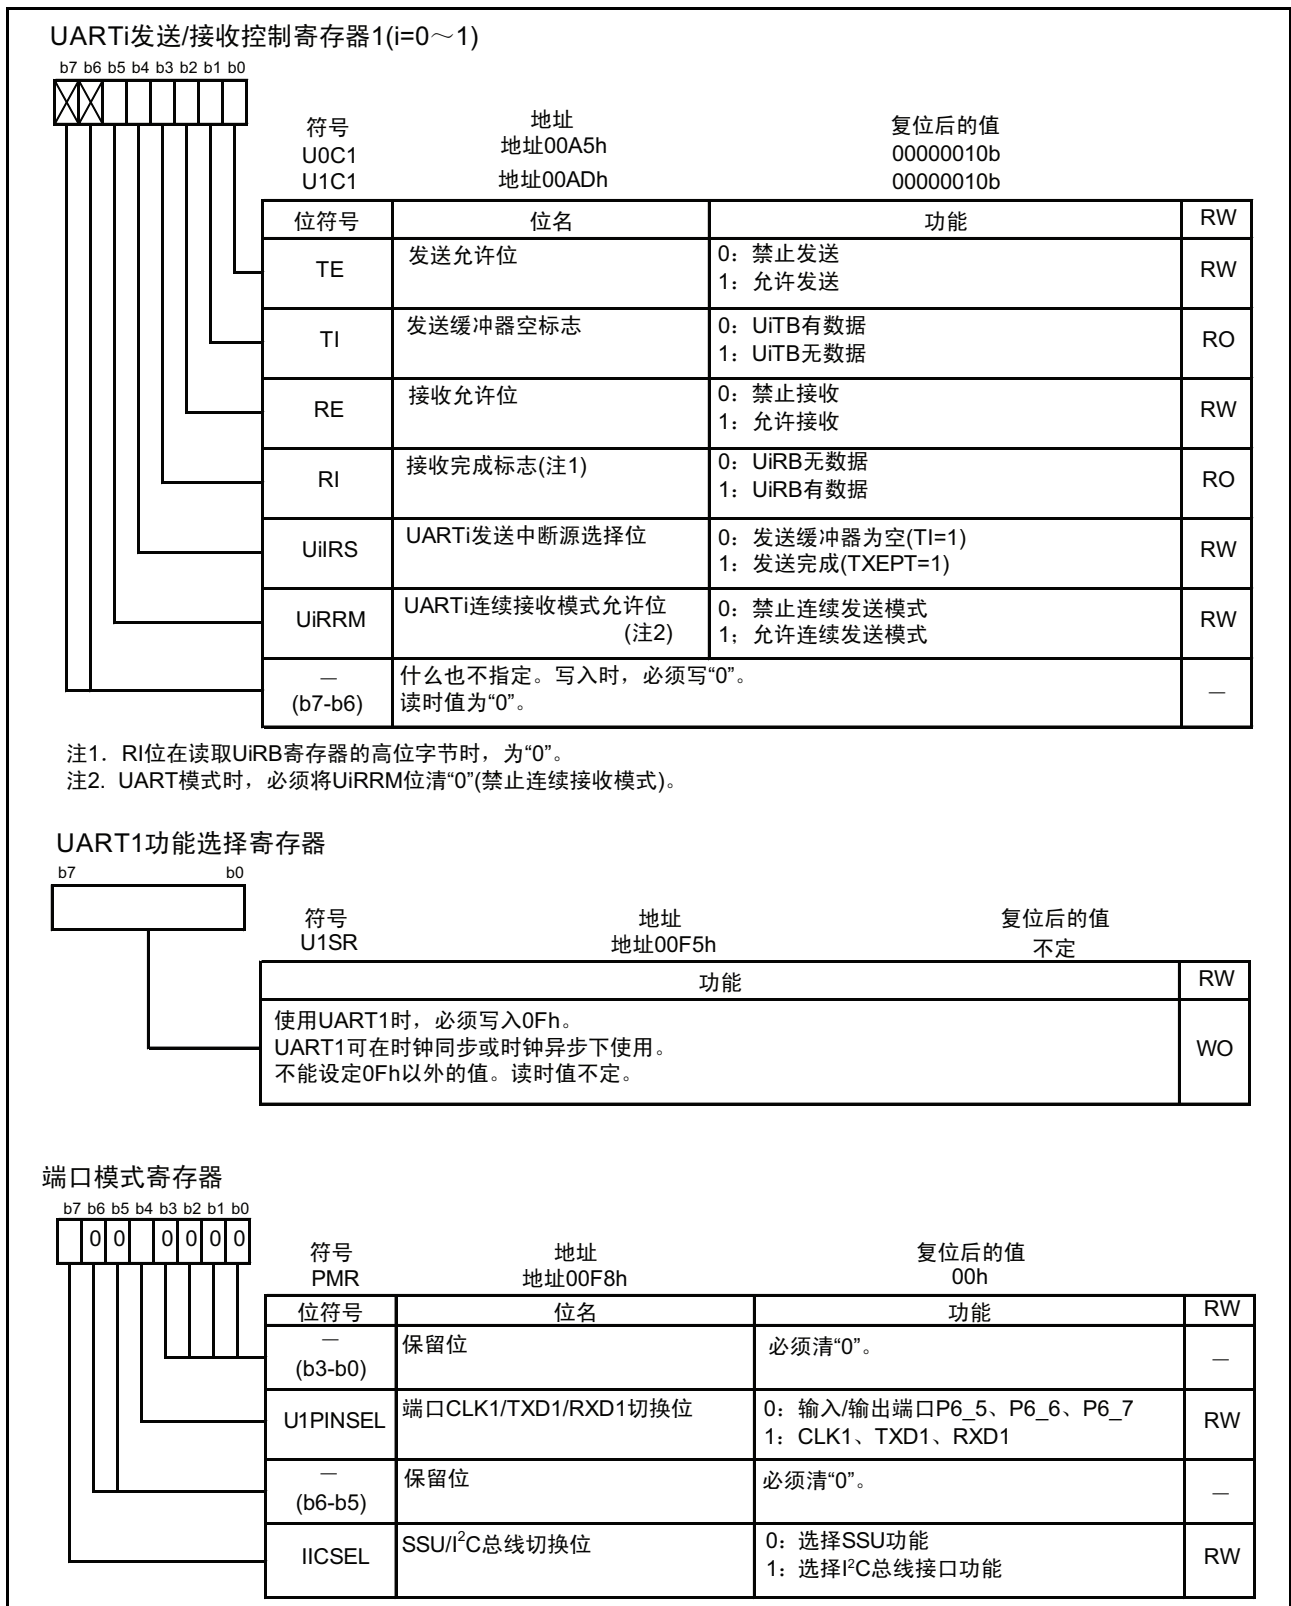 UARTi发送/接收控制寄存器1(i=0～1)
b7 b6 b5 b4 b3 b2 b1 b0
符号 地址 复位后的值
U0C1 地址00A5h 00000010b
U1C1 地址00ADh 00000010b
位符号 位名 功能 RW
TE 发送允许位 0：禁止发送
1：允许发送 RW
TI 发送缓冲器空标志 0：UiTB有数据
1：UiTB无数据 RO
RE 接收允许位 0：禁止接收
1：允许接收 RW
RI 接收完成标志(注1) 0：UiRB无数据
1：UiRB有数据 RO
UiIRS UARTi发送中断源选择位 0：发送缓冲器为空(TI=1)
1：发送完成(TXEPT=1) RW
UiRRM UARTi连续接收模式允许位 0：禁止连续发送模式
(注2) 1；允许连续发送模式 RW
— 什么也不指定。写入时，必须写“0”。
(b7-b6) 读时值为“0”。 —
注1. RI位在读取UiRB寄存器的高位字节时，为“0”。
注2. UART模式时，必须将UiRRM位清“0”(禁止连续接收模式)。
UART1功能选择寄存器
b7 b0
符号 地址 复位后的值
U1SR 地址00F5h 不定
功能 RW
使用UART1时，必须写入0Fh。
UART1可在时钟同步或时钟异步下使用。 WO
不能设定0Fh以外的值。读时值不定。
端口模式寄存器
b7 b6 b5 b4 b3 b2 b1 b0
0 0 0 0 0 0
符号 地址 复位后的值
PMR 地址00F8h 00h
位符号 位名 功能 RW
— 保留位 必须清“0”。
(b3-b0) —
U1PINSEL 端口CLK1/TXD1/RXD1切换位 0：输入/输出端口P6_5、P6_6、P6_7
1：CLK1、TXD1、RXD1 RW
— 保留位 必须清“0”。
(b6-b5) —
IICSEL SSU/I²C总线切换位 0：选择SSU功能
1：选择I²C总线接口功能 RW